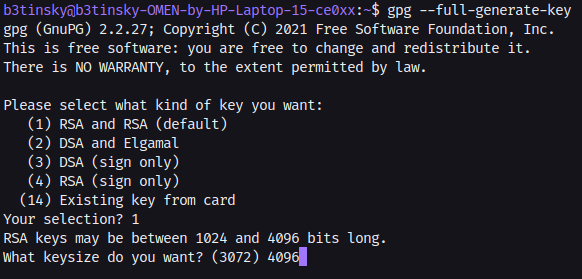 b3tinsky@b3tinsky-OMEN-by-HP-Laptop-15-ce0xx:~$ gpg --full-generate-key
gpg (GnuPG) 2.2.27; Copyright (C) 2021 Free Software Foundation, Inc.
This is free software: you are free to change and redistribute it.
There is NO WARRANTY, to the extent permitted by law.

Please select what kind of key you want:
   (1) RSA and RSA (default)
   (2) DSA and Elgamal
   (3) DSA (sign only)
   (4) RSA (sign only)
  (14) Existing key from card
Your selection? 1
RSA keys may be between 1024 and 4096 bits long.
What keysize do you want? (3072) 4096